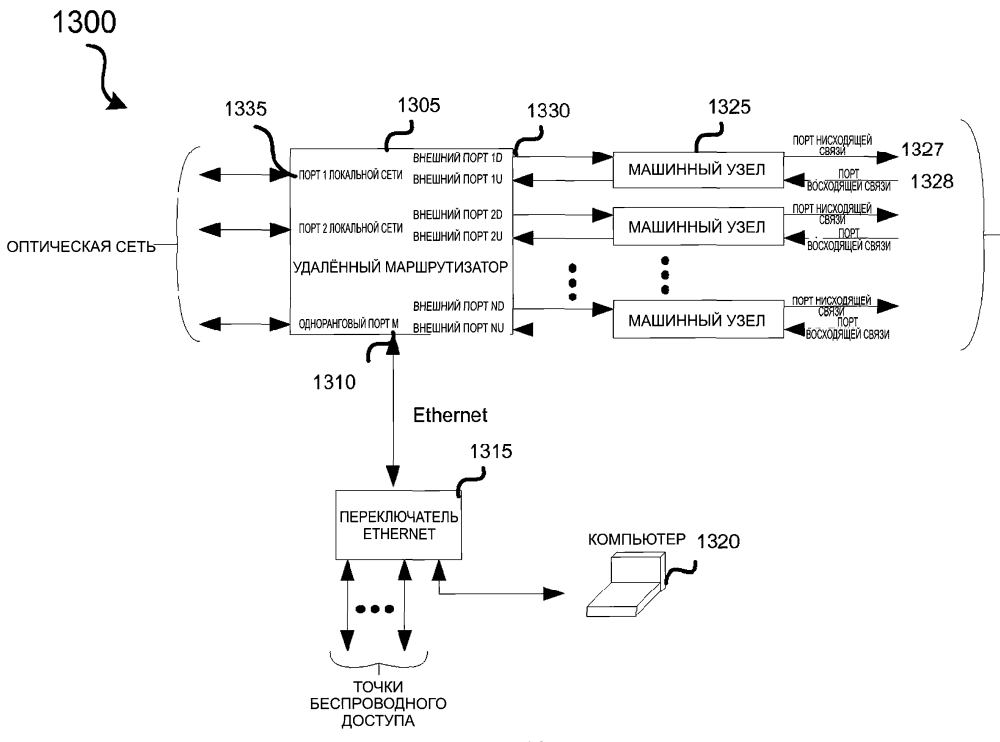 1300
1335
1305
1330
1325
ВНЕШНИЙ ПОРТ 1D
ПОРТ 1 ЛОКАЛЬНОЙ СЕТИ
ВНЕШНИЙ ПОРТ 1U
МАШИННЫЙ УЗЕЛ
ПОРТ НИСХОДЯЩЕЙ
СВЯЗИ
1327
ПОРТ
ВОСХОДЯЩЕЙ СВЯЗИ
1328
ОПТИЧЕСКАЯ СЕТЬ
ВНЕШНИЙ ПОРТ 2D
ПОРТ 2 ЛОКАЛЬНОЙ СЕТИ
ВНЕШНИЙ ПОРТ 2U
МАШИННЫЙ УЗЕЛ
ПОРТ НИСХОДЯЩЕЙ
СВЯЗИ
ПОРТ
ВОСХОДЯЩЕЙ СВЯЗИ
УДАЛЁННЫЙ МАРШРУТИЗАТОР
ВНЕШНИЙ ПОРТ ND
ОДНОРАНГОВЫЙ ПОРТ M
ВНЕШНИЙ ПОРТ NU
МАШИННЫЙ УЗЕЛ
ПОРТ НИСХОДЯЩЕЙ
СВЯЗИ
ПОРТ
ВОСХОДЯЩЕЙ СВЯЗИ
1310
Ethernet
1315
ПЕРЕКЛЮЧАТЕЛЬ
ETHERNET
КОМПЬЮТЕР
1320
ТОЧКИ
БЕСПРОВОДНОГО
ДОСТУПА